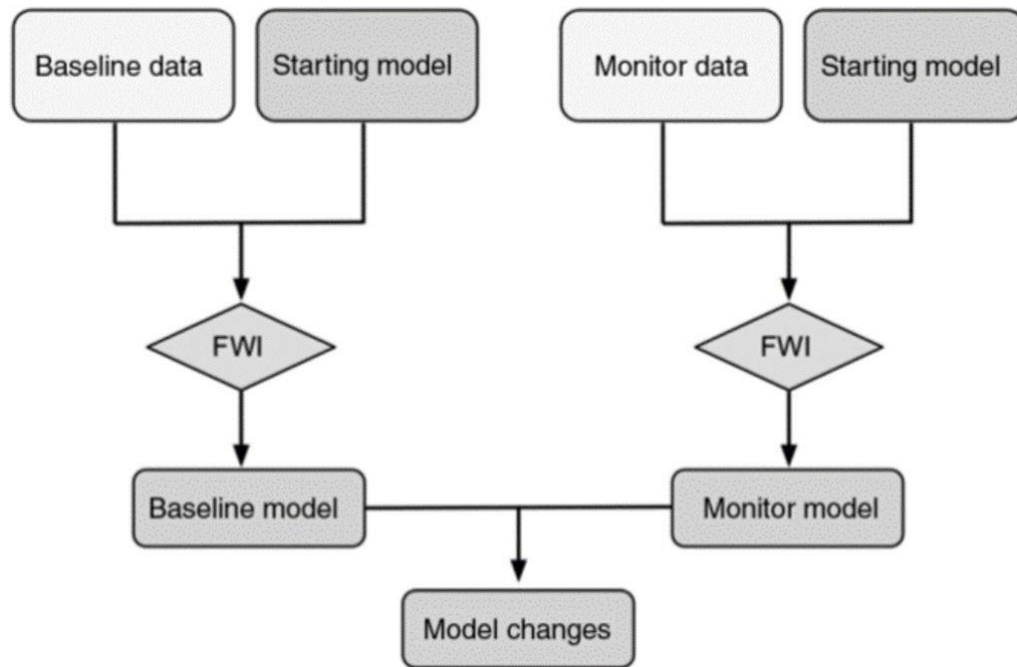 Baseline data
Starting model
Monitor data
Starting model
FWI
FWI
Baseline model
Monitor model
Model changes